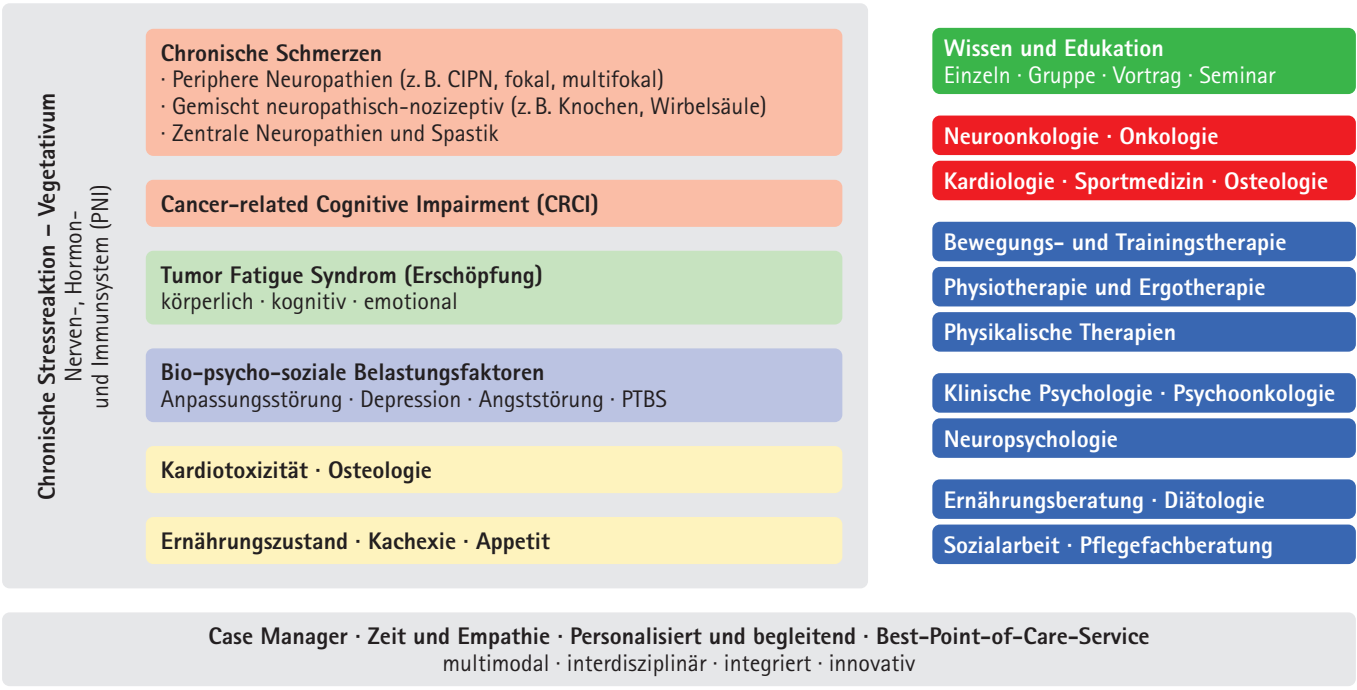 Chronische Stressreaktion – Vegetativum
Nerven-, Hormon-
und Immunsystem (PNI)
Chronische Schmerzen
· Periphere Neuropathien (z. B. CIPN, fokal, multifokal)
· Gemischt neuropathisch-nozizeptiv (z. B. Knochen, Wirbelsäule)
· Zentrale Neuropathien und Spastik
Cancer-related Cognitive Impairment (CRCI)
Tumor Fatigue Syndrom (Erschöpfung)
körperlich · kognitiv · emotional
Bio-psycho-soziale Belastungsfaktoren
Anpassungsstörung · Depression · Angststörung · PTBS
Kardiotoxizität · Osteologie
Ernährungszustand · Kachexie · Appetit
Wissen und Edukation
Einzeln · Gruppe · Vortrag · Seminar
Neuroonkologie · Onkologie
Kardiologie · Sportmedizin · Osteologie
Bewegungs- und Trainingstherapie
Physiotherapie und Ergotherapie
Physikalische Therapien
Klinische Psychologie · Psychoonkologie
Neuropsychologie
Ernährungsberatung · Diätologie
Sozialarbeit · Pflegefachberatung
Case Manager · Zeit und Empathie · Personalisiert und begleitend · Best-Point-of-Care-Service
multimodal · interdisziplinär · integriert · innovativ